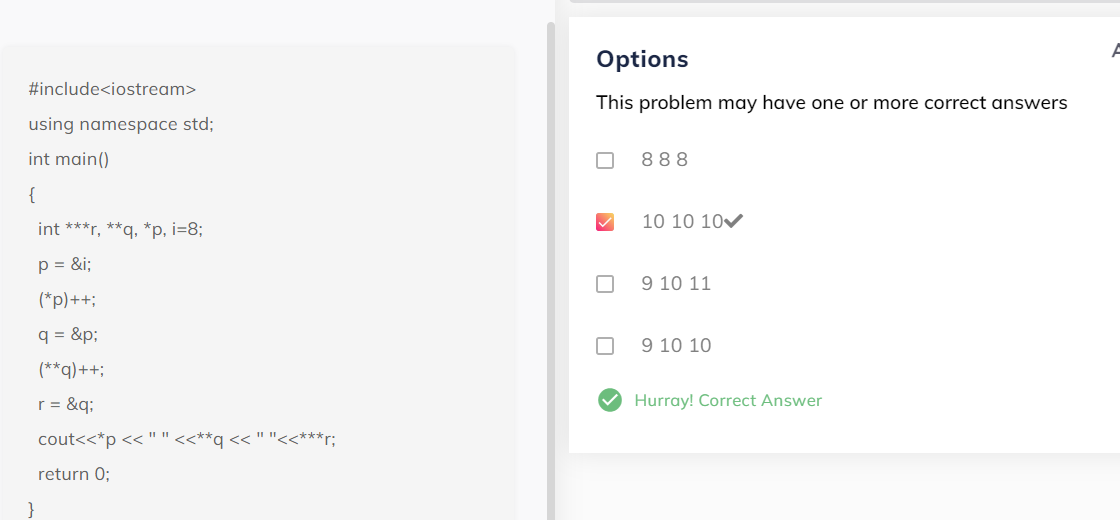 #include<iostream>
using namespace std;
int main()
{
int ***r, **q, *p, i=8;
p = &i;
(*p)++;
q = &p;
(**q)++;
r = &q;
cout<<*p << " " <<**q << " "<<***r;
return 0;
}
Options
This problem may have one or more correct answers
8 8 8
10 10 10
9 10 11
9 10 10
Hurray! Correct Answer